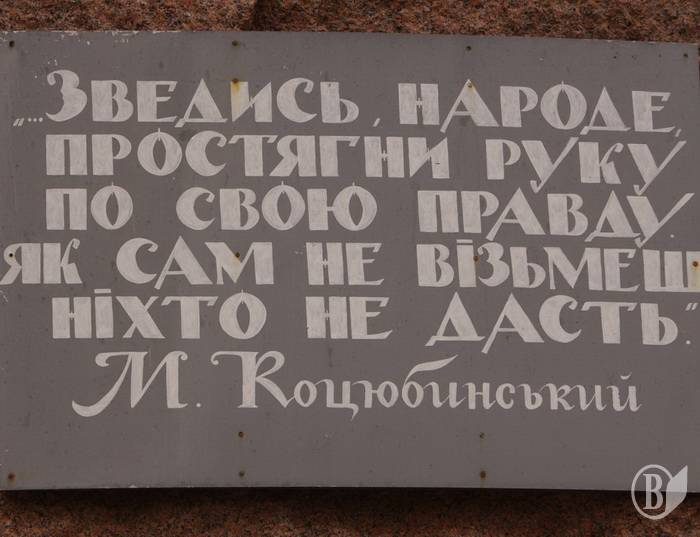 „...Зведись, народе,
простягни руку
по свою правду.
Як сам не візьмеш
ніхто не дасть."
М. Коцюбинський
В